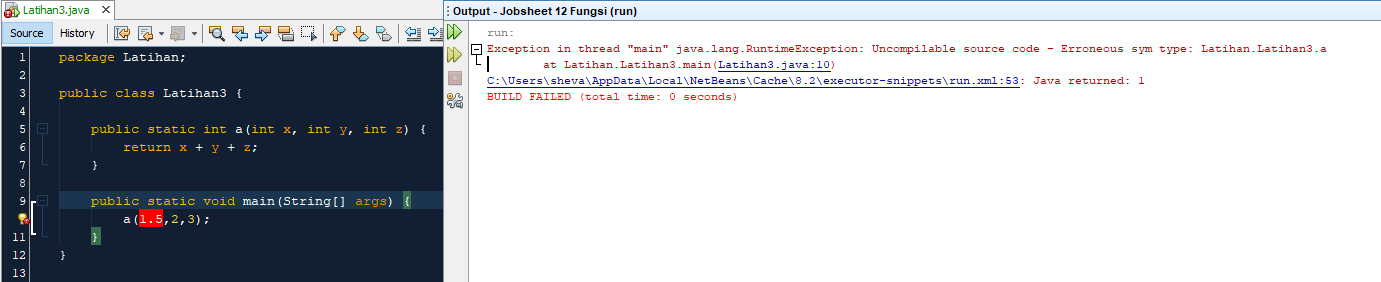 Latihan3.java
Source History
1 package Latihan;
2
3 public class Latihan3 {
4
5 public static int a(int x, int y, int z) {
6 return x + y + z;
7 }
8
9 public static void main(String[] args) {
a(1.5,2,3);
11 }
12 }
13
Output - Jobsheet 12 Fungsi (run)
run:
Exception in thread "main" java.lang.RuntimeException: Uncompilable source code - Erroneous sym type: Latihan.Latihan3.a
at Latihan.Latihan3.main(Latihan3.java:10)
C:\Users\sheva\AppData\Local\NetBeans\Cache\8.2\executor-snippets\run.xml:53: Java returned: 1
BUILD FAILED (total time: 0 seconds)